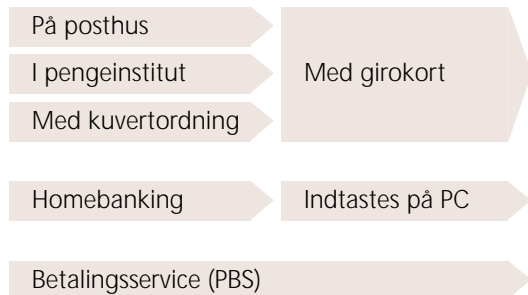 På posthus
I pengeinstitut
Med kuvertordning
Med girokort
Homebanking
Indtastes på PC
Betalingsservice (PBS)